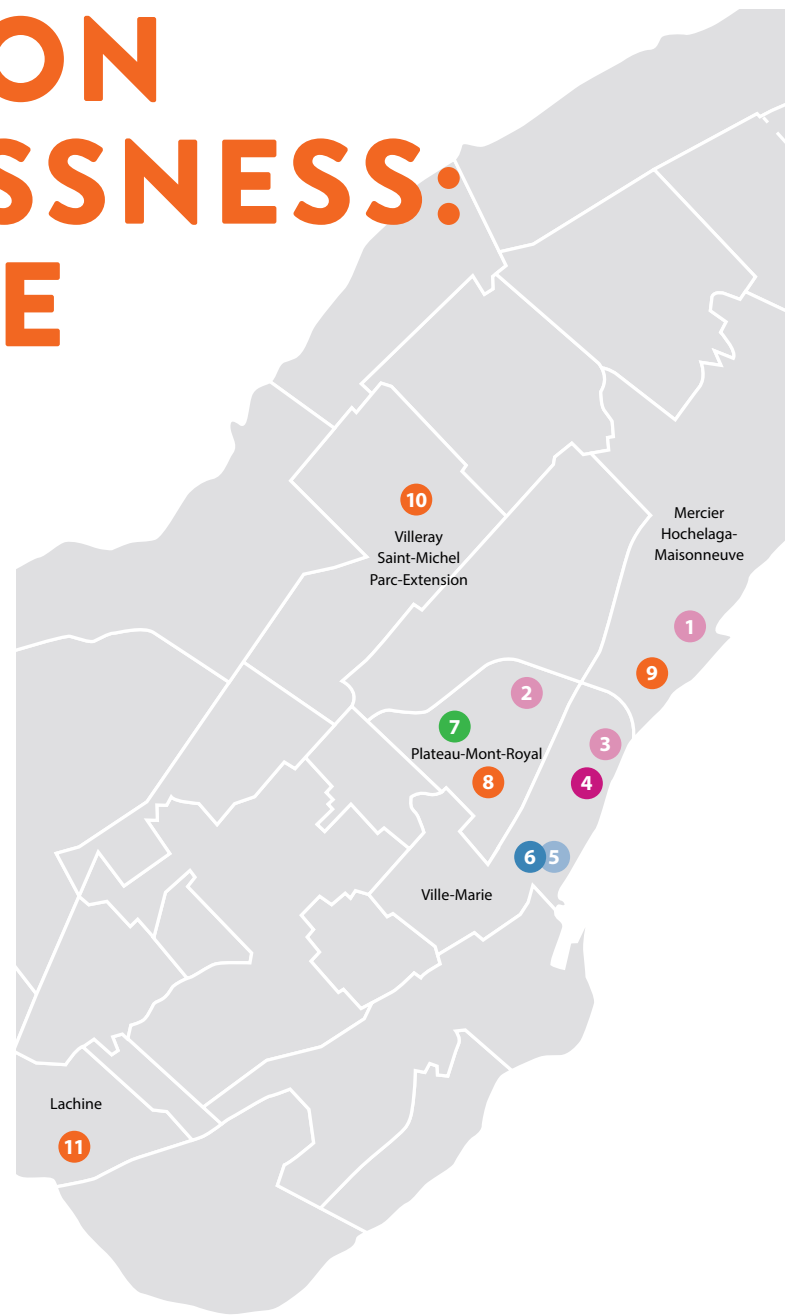 ON
SSNESS:
E
10
Villeray
Saint-Michel
Parc-Extension
Mercier
Hochelaga-
Maisonneuve
1
9
2
7
Plateau-Mont-Royal
8
3
4
6 5
Ville-Marie
Lachine
11